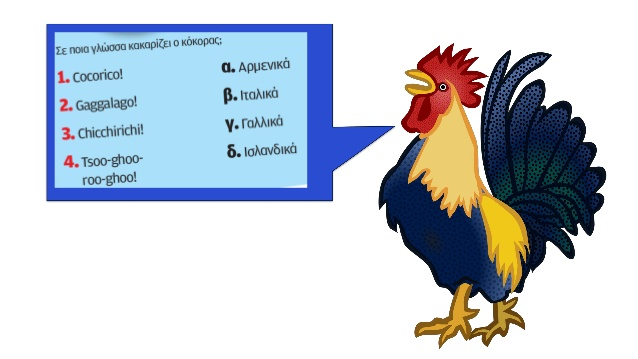 Σε ποια γλώσσα κακαρίζει ο κόκορας;
1. Cocorico!
2. Gaggalago!
3. Chicchirichi!
4. Tsoo-ghoo-
roo-ghoo!
α. Αρμενικά
β. Ιταλικά
γ. Γαλλικά
δ. Ισλανδικά